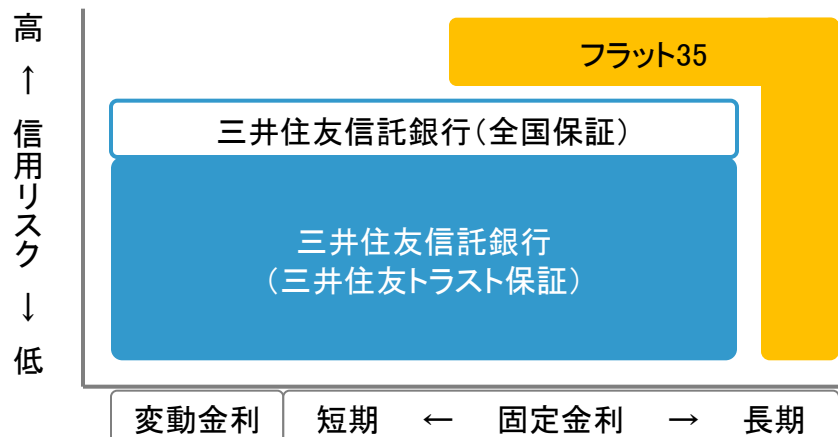 高
↑
信用リスク
↓
低
フラット35
三井住友信託銀行（全国保証）
三井住友信託銀行
（三井住友トラスト保証）
変動金利
短期 ← 固定金利 → 長期